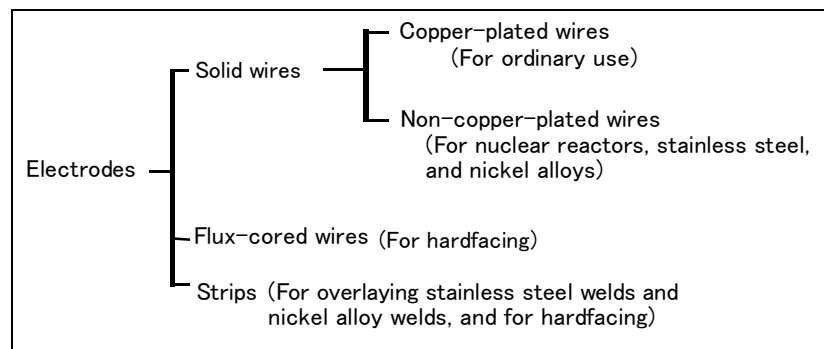 Copper-plated wires
(For ordinary use)
Solid wires
Non-copper-plated wires
(For nuclear reactors, stainless steel,
and nickel alloys)
Electrodes
Flux-cored wires (For hardfacing)
Strips (For overlaying stainless steel welds and
nickel alloy welds, and for hardfacing)